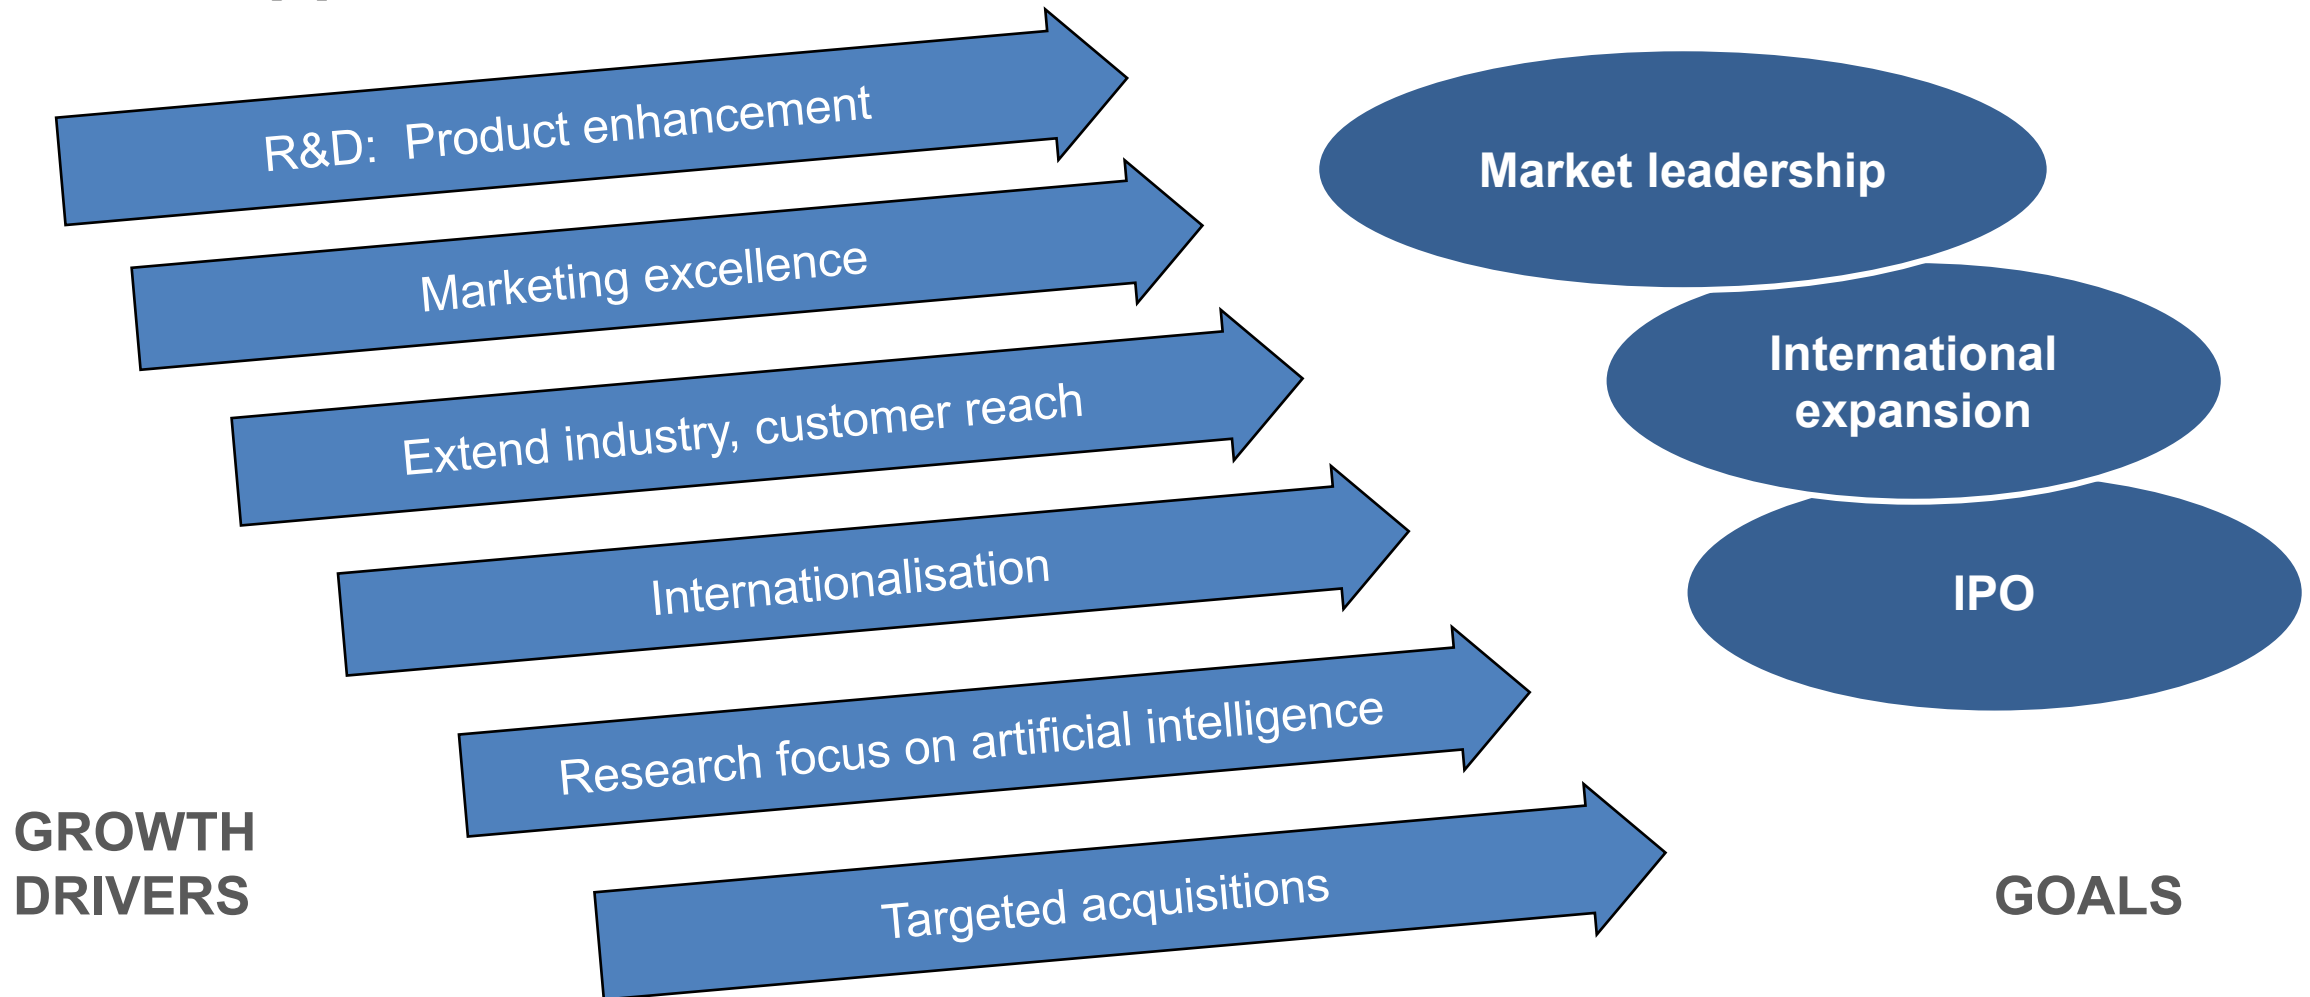 R&D:  Product enhancement
Marketing excellence
Extend industry, customer reach
Internationalisation
Research focus on artificial intelligence
Targeted acquisitions
GROWTH
DRIVERS
Market leadership
International
expansion
IPO
GOALS